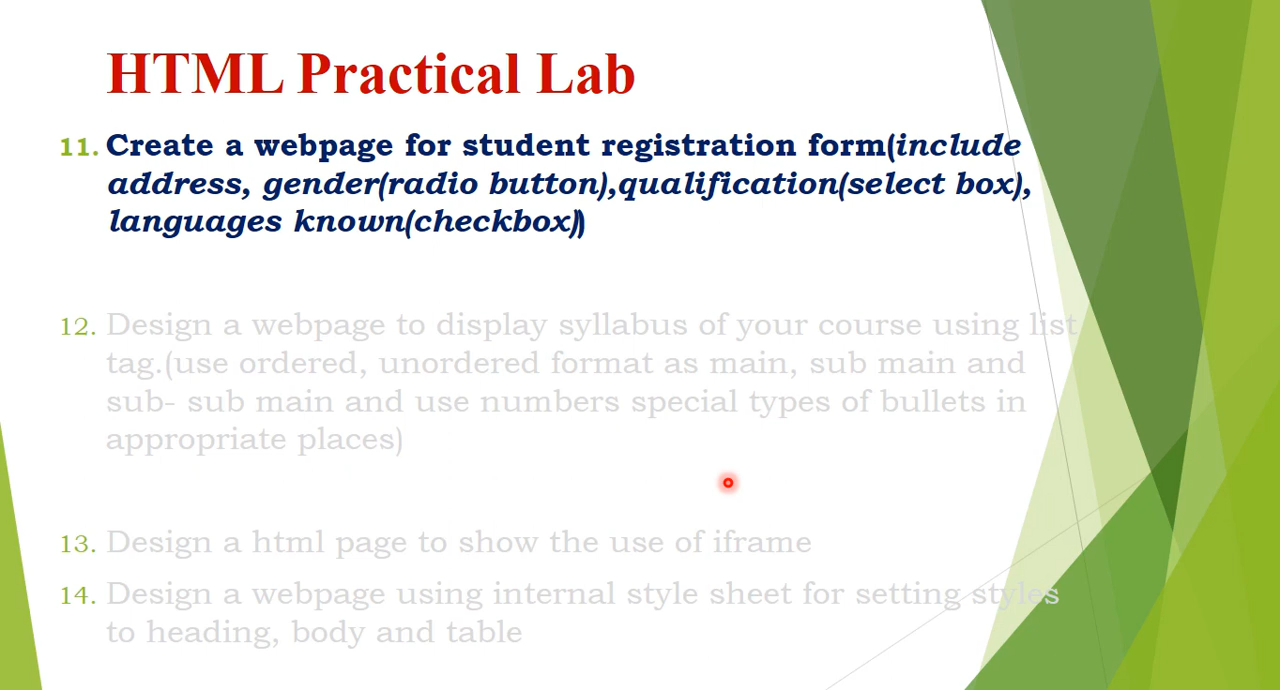 HTML Practical Lab
11. Create a webpage for student registration form(include
address, gender(radio button),qualification(select box),
languages known(checkbox))
12. Design a webpage to display syllabus of your course using list
tag.(use ordered, unordered format as main, sub main and
sub- sub main and use numbers special types of bullets in
appropriate places)
13. Design a html page to show the use of iframe
14. Design a webpage using internal style sheet for setting styles
to heading, body and table